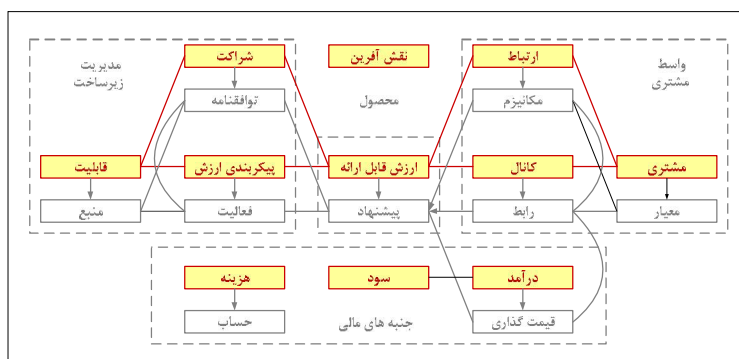 ارتباط
نقش آفرین
شراکت
واسط
مشتری
مدیریت
زیرساخت
مکانیزم
محصول
توافقنامه
مشتری
کانال
ارزش قابل ارائه
پیکربندی ارزش
قابلیت
معیار
رابط
پیشنهاد
فعالیت
منبع
درآمد
سود
هزینه
قیمت گذاری
جنبه های مالی
حساب